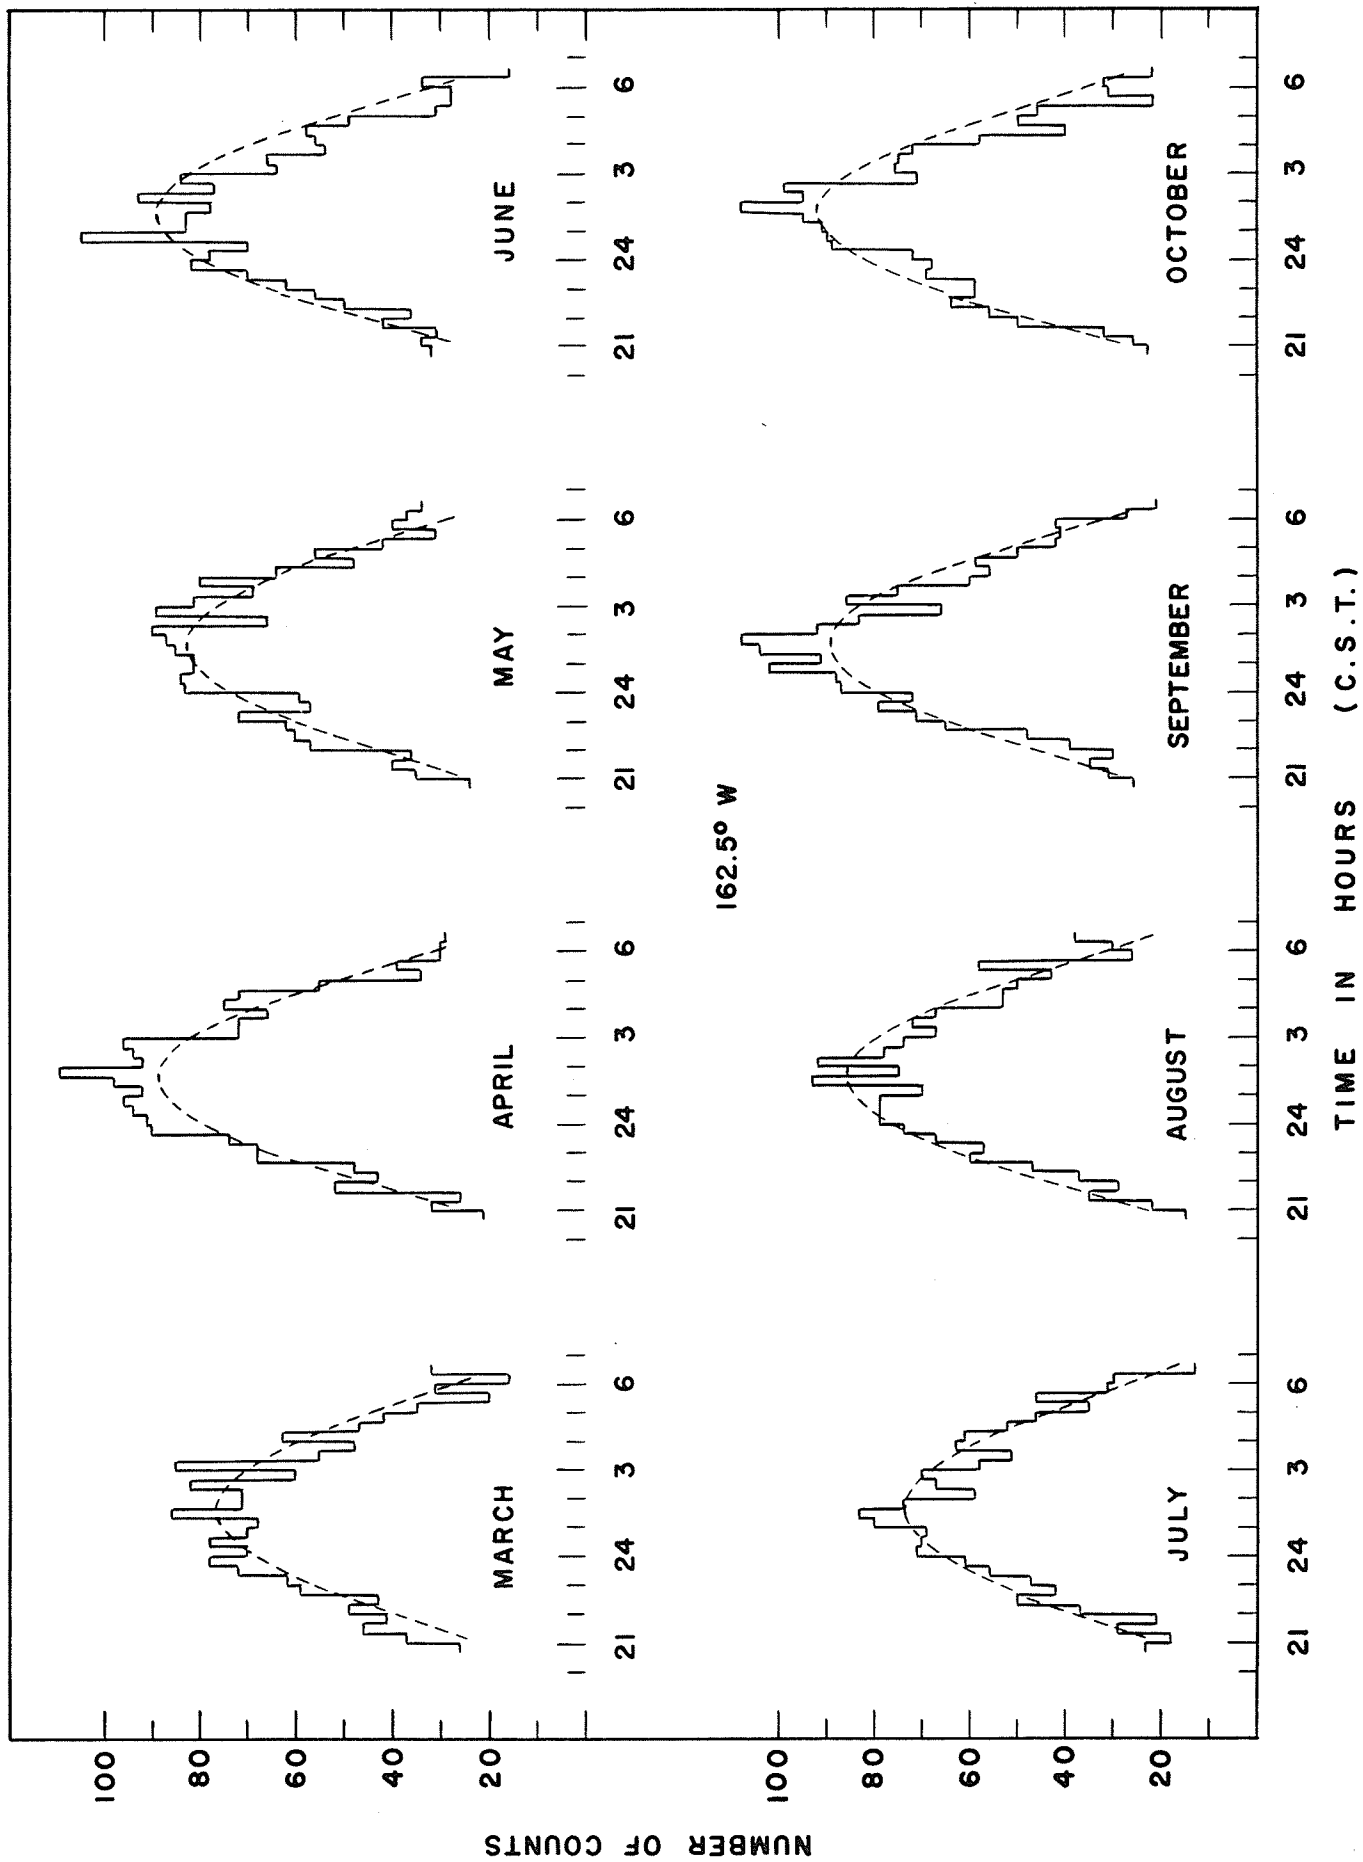 NUMBER OF COUNTS
100
80
60
40
20
MARCH
APRIL
MAY
JUNE
21 24 3 6 21 24 3 6 21 24 3 6 21 24 3 6
162.5° W
100
80
60
40
20
JULY
AUGUST
SEPTEMBER
OCTOBER
21 24 3 6 21 24 3 6 21 24 3 6 21 24 3 6
TIME IN HOURS (C.S.T.)